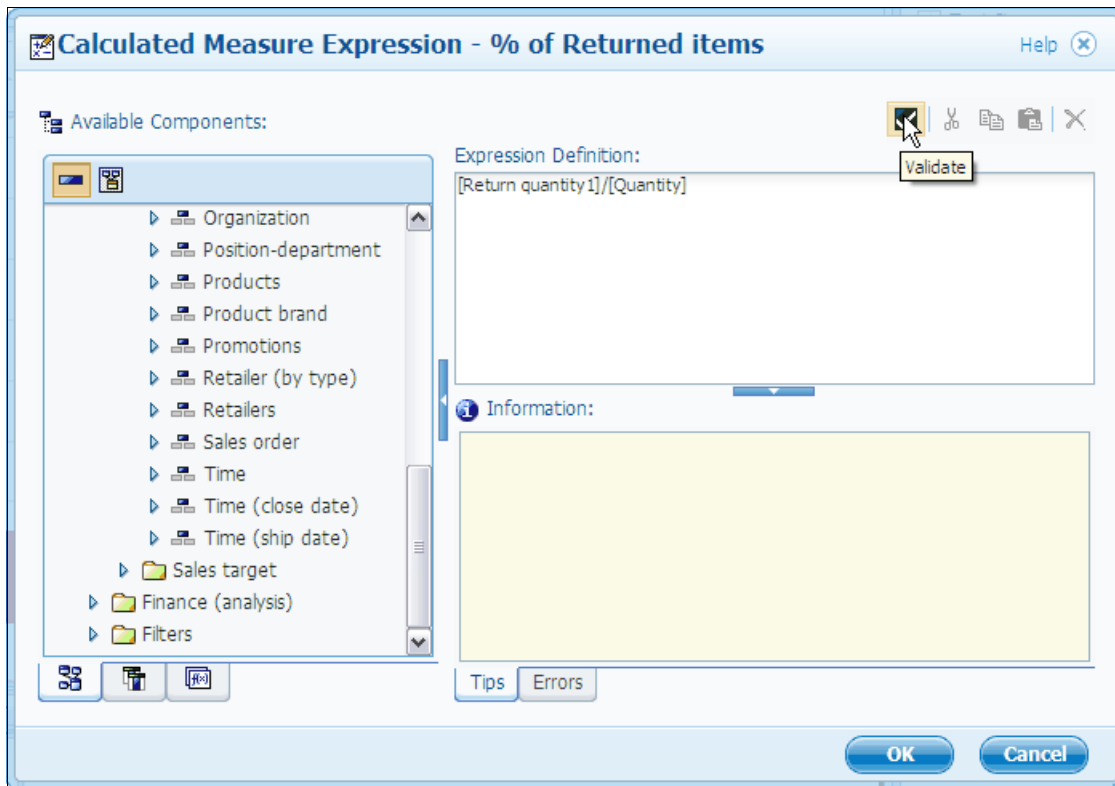 Calculated Measure Expression - % of Returned items
Help
Available Components:
Validate
Expression Definition:
[Return quantity1]/[Quantity]
Organization
Position-department
Products
Product brand
Promotions
Retailer (by type)
Retailers
Sales order
Time
Time (close date)
Time (ship date)
Sales target
Finance (analysis)
Filters
Information:
f(x)
Tips Errors
OK Cancel